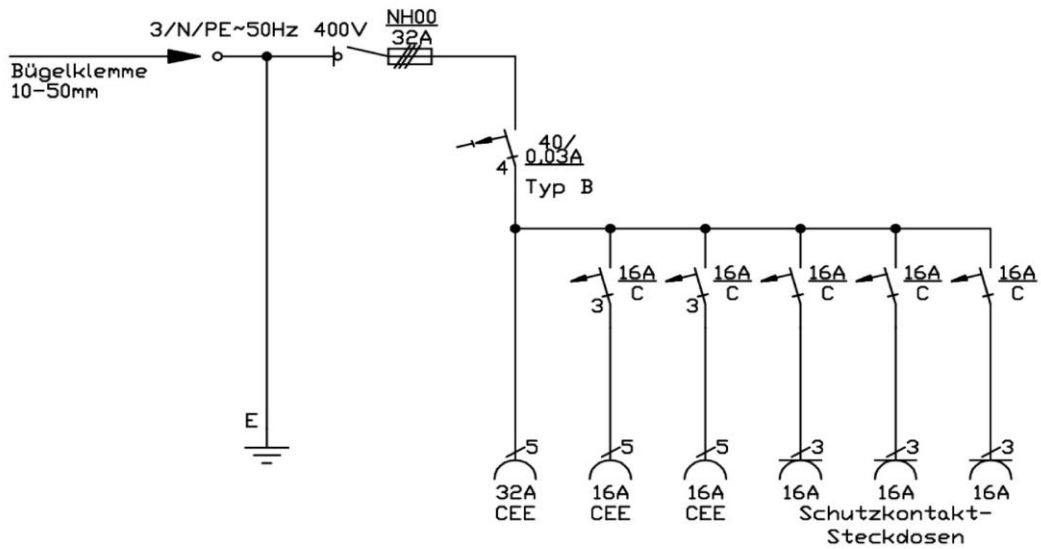 3/N/PE~50Hz 400V
NH00
32A
Bügelklemme
10-50mm
40/
0,03A
4
Typ B
16A
C
3
16A
C
3
16A
C
16A
C
16A
C
E
5
5
5
3
3
3
32A
CEE
16A
CEE
16A
CEE
16A
16A
16A
Schutzkontakt-
Steckdosen